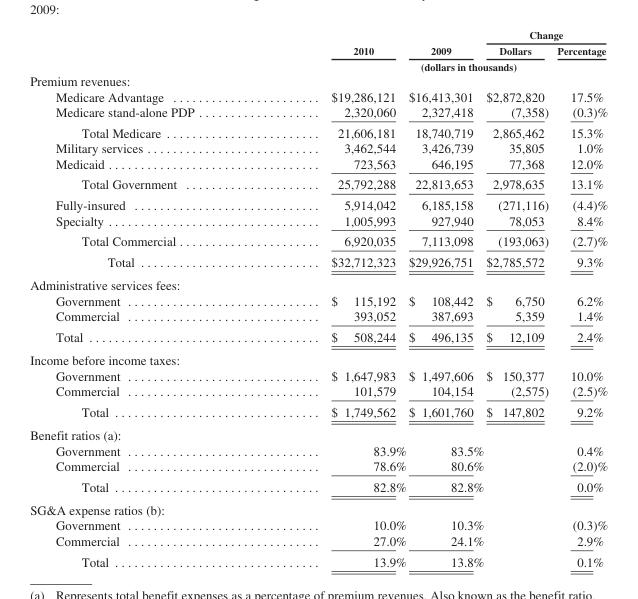 2009:
Change
2010 2009 Dollars Percentage
(dollars in thousands)
Premium revenues:
Medicare Advantage ....................... $19,286,121 $16,413,301 $2,872,820 17.5%
Medicare stand-alone PDP ................... 2,320,060 2,327,418 (7,358) (0.3)%
Total Medicare ....................... 21,606,181 18,740,719 2,865,462 15.3%
Military services ........................... 3,462,544 3,426,739 35,805 1.0%
Medicaid ................................. 723,563 646,195 77,368 12.0%
Total Government ..................... 25,792,288 22,813,653 2,978,635 13.1%
Fully-insured ............................. 5,914,042 6,185,158 (271,116) (4.4)%
Specialty ................................. 1,005,993 927,940 78,053 8.4%
Total Commercial ...................... 6,920,035 7,113,098 (193,063) (2.7)%
Total ............................ $32,712,323 $29,926,751 $2,785,572 9.3%
Administrative services fees:
Government .............................. $ 115,192 $ 108,442 $ 6,750 6.2%
Commercial .............................. 393,052 387,693 5,359 1.4%
Total .................................... $ 508,244 $ 496,135 $ 12,109 2.4%
Income before income taxes:
Government .............................. $ 1,647,983 $ 1,497,606 $ 150,377 10.0%
Commercial .............................. 101,579 104,154 (2,575) (2.5)%
Total ................................ $ 1,749,562 $ 1,601,760 $ 147,802 9.2%
Benefit ratios (a):
Government .............................. 83.9% 83.5% 0.4%
Commercial .............................. 78.6% 80.6% (2.0)%
Total ................................ 82.8% 82.8% 0.0%
SG&A expense ratios (b):
Government .............................. 10.0% 10.3% (0.3)%
Commercial .............................. 27.0% 24.1% 2.9%
Total ................................ 13.9% 13.8% 0.1%
(a) Represents total benefit expenses as a percentage of premium revenues. Also known as the benefit ratio